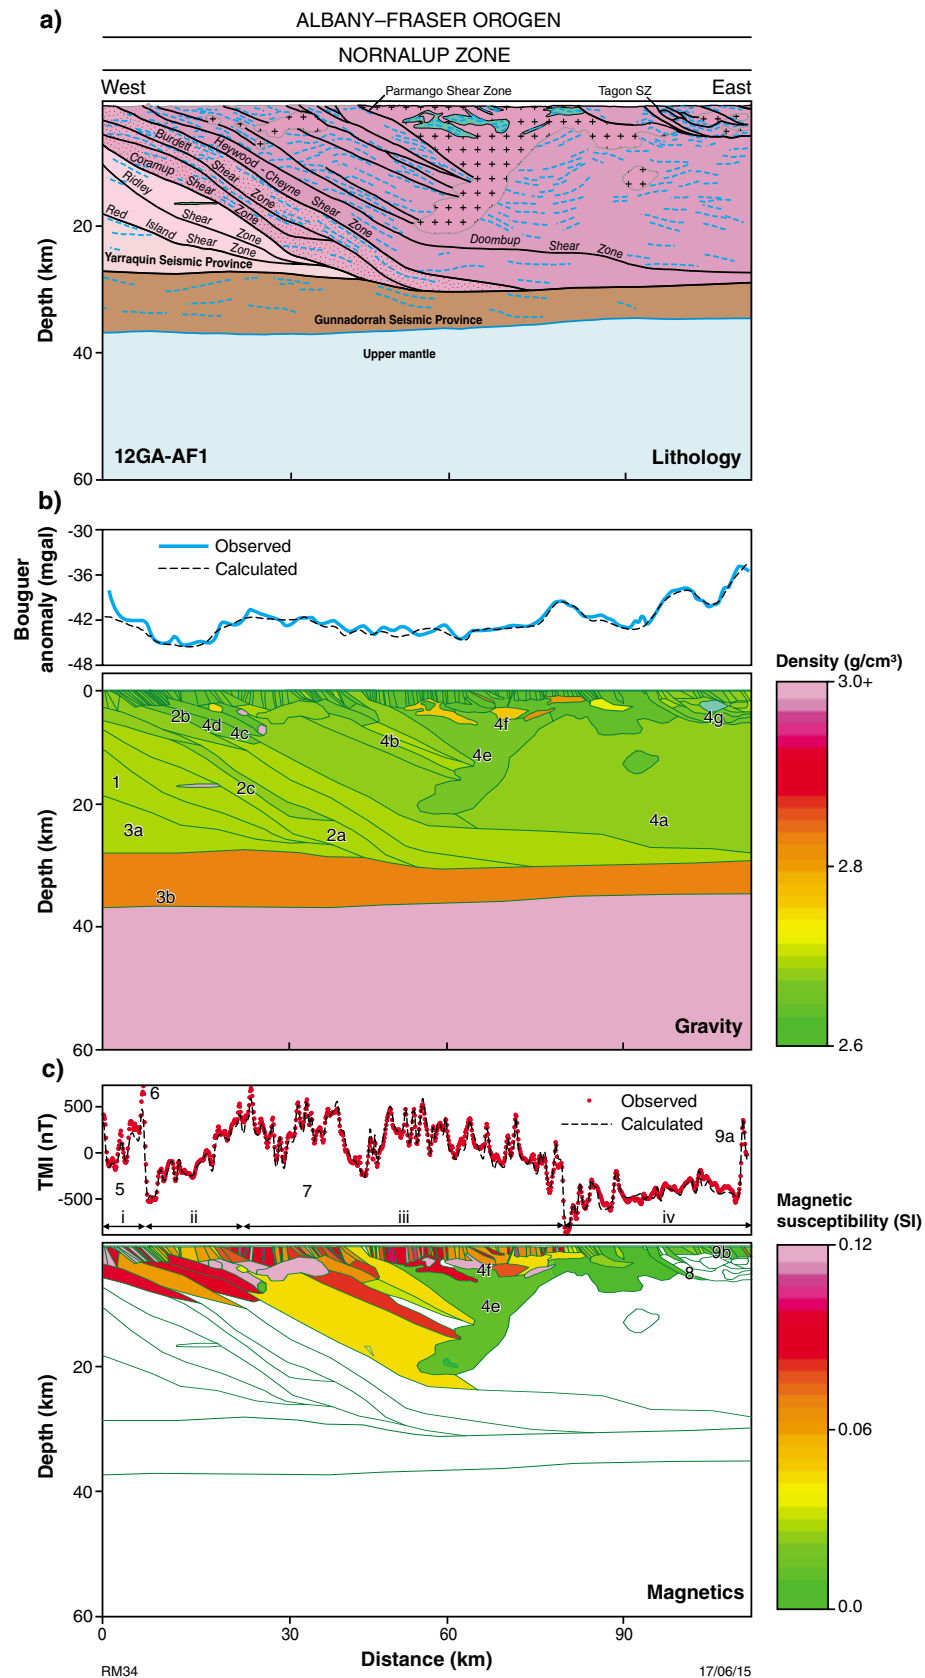 a)
ALBANY–FRASER OROGEN
NORNALUP ZONE
West
East
Parmango Shear Zone
Tagon SZ
Burdett Shear Zone
Heywood Cheyne Shear Zone
Coramup Shear Zone
Ridley Shear Zone
Red Island Shear Zone
Doombup Shear Zone
Yarraquin Seismic Province
Gunnadorrah Seismic Province
Upper mantle
12GA-AF1
Lithology
Depth (km)
20
40
60
b)
Bouguer anomaly (mgal)
-30
-36
-42
-48
Observed
Calculated
Depth (km)
0
20
40
60
2b
4d
4c
4b
4f
4e
4g
1
2c
3a
2a
4a
3b
Gravity
Density (g/cm³)
3.0+
2.8
2.6
c)
TMI (nT)
500
0
-500
6
5
7
9a
Observed
Calculated
i
ii
iii
iv
Depth (km)
20
40
60
4f
4e
9b
8
Magnetics
Magnetic susceptibility (SI)
0.12
0.06
0.0
0
30
60
90
Distance (km)
RM34
17/06/15